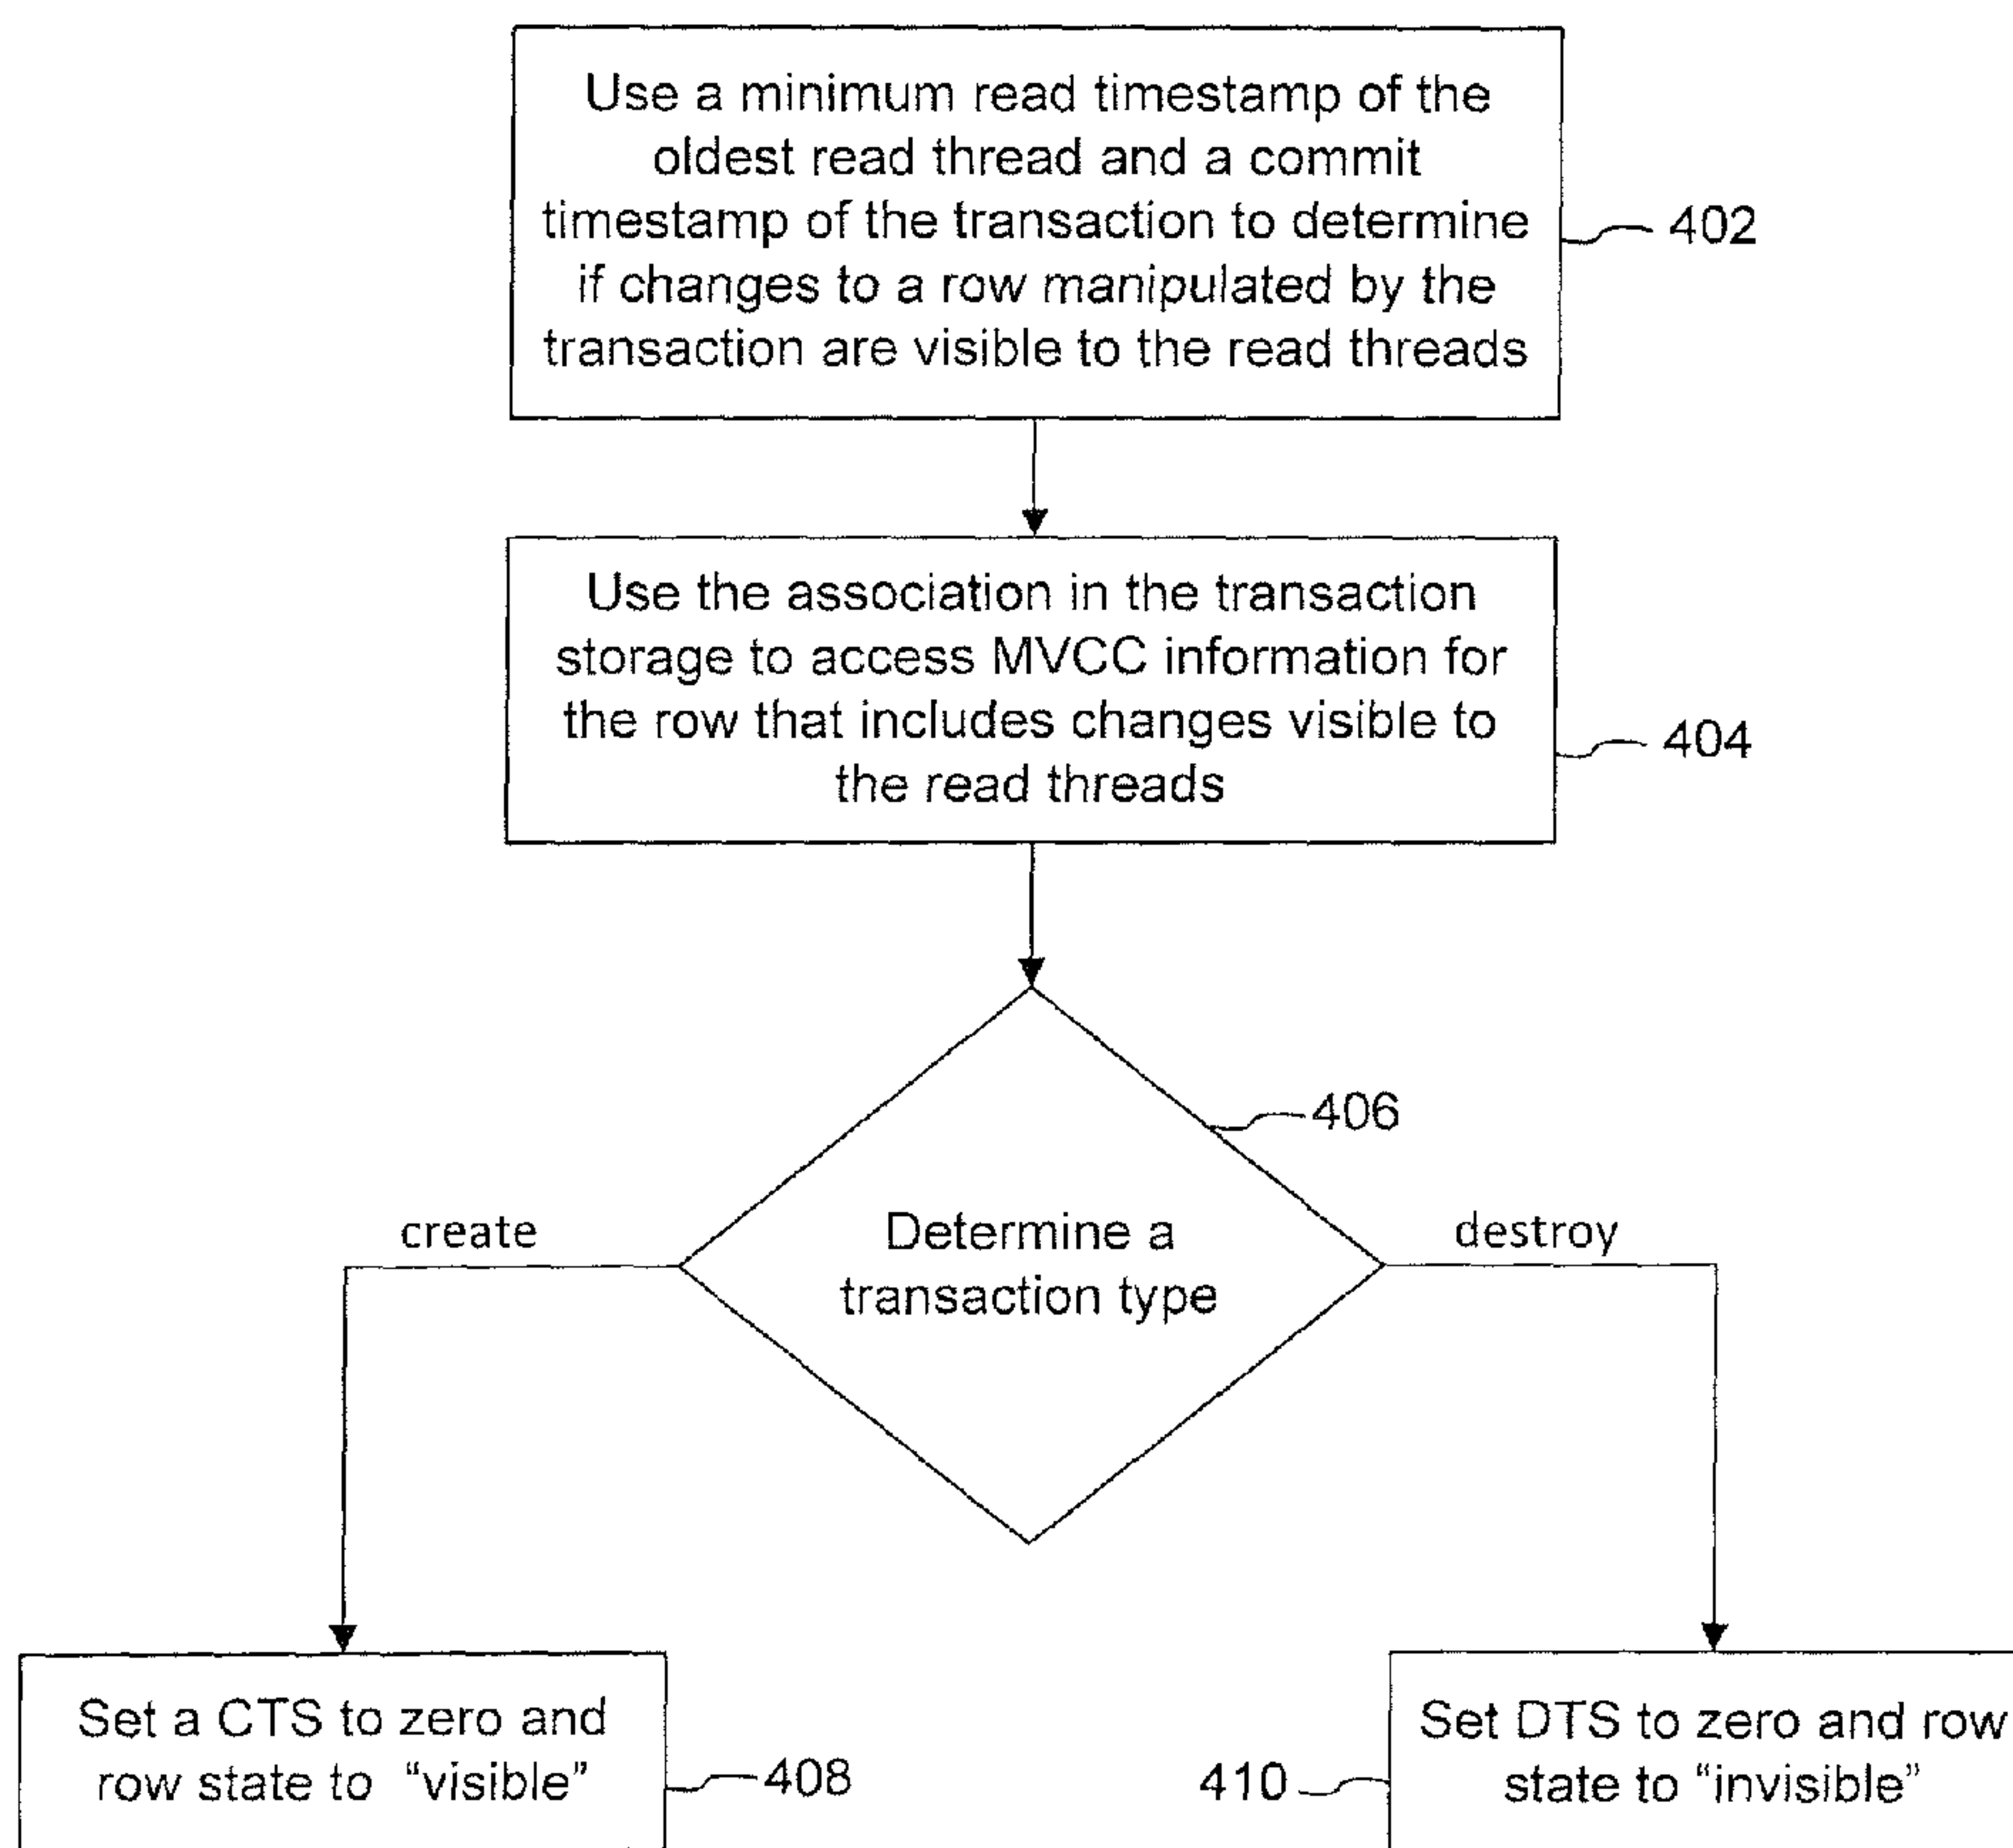 Use a minimum read timestamp of the
oldest read thread and a commit
timestamp of the transaction to determine
if changes to a row manipulated by the
transaction are visible to the read threads
402
Use the association in the transaction
storage to access MVCC information for
the row that includes changes visible to
the read threads
404
406
create
Determine a
transaction type
destroy
Set a CTS to zero and
row state to “visible”
408
410
Set DTS to zero and row
state to “invisible”